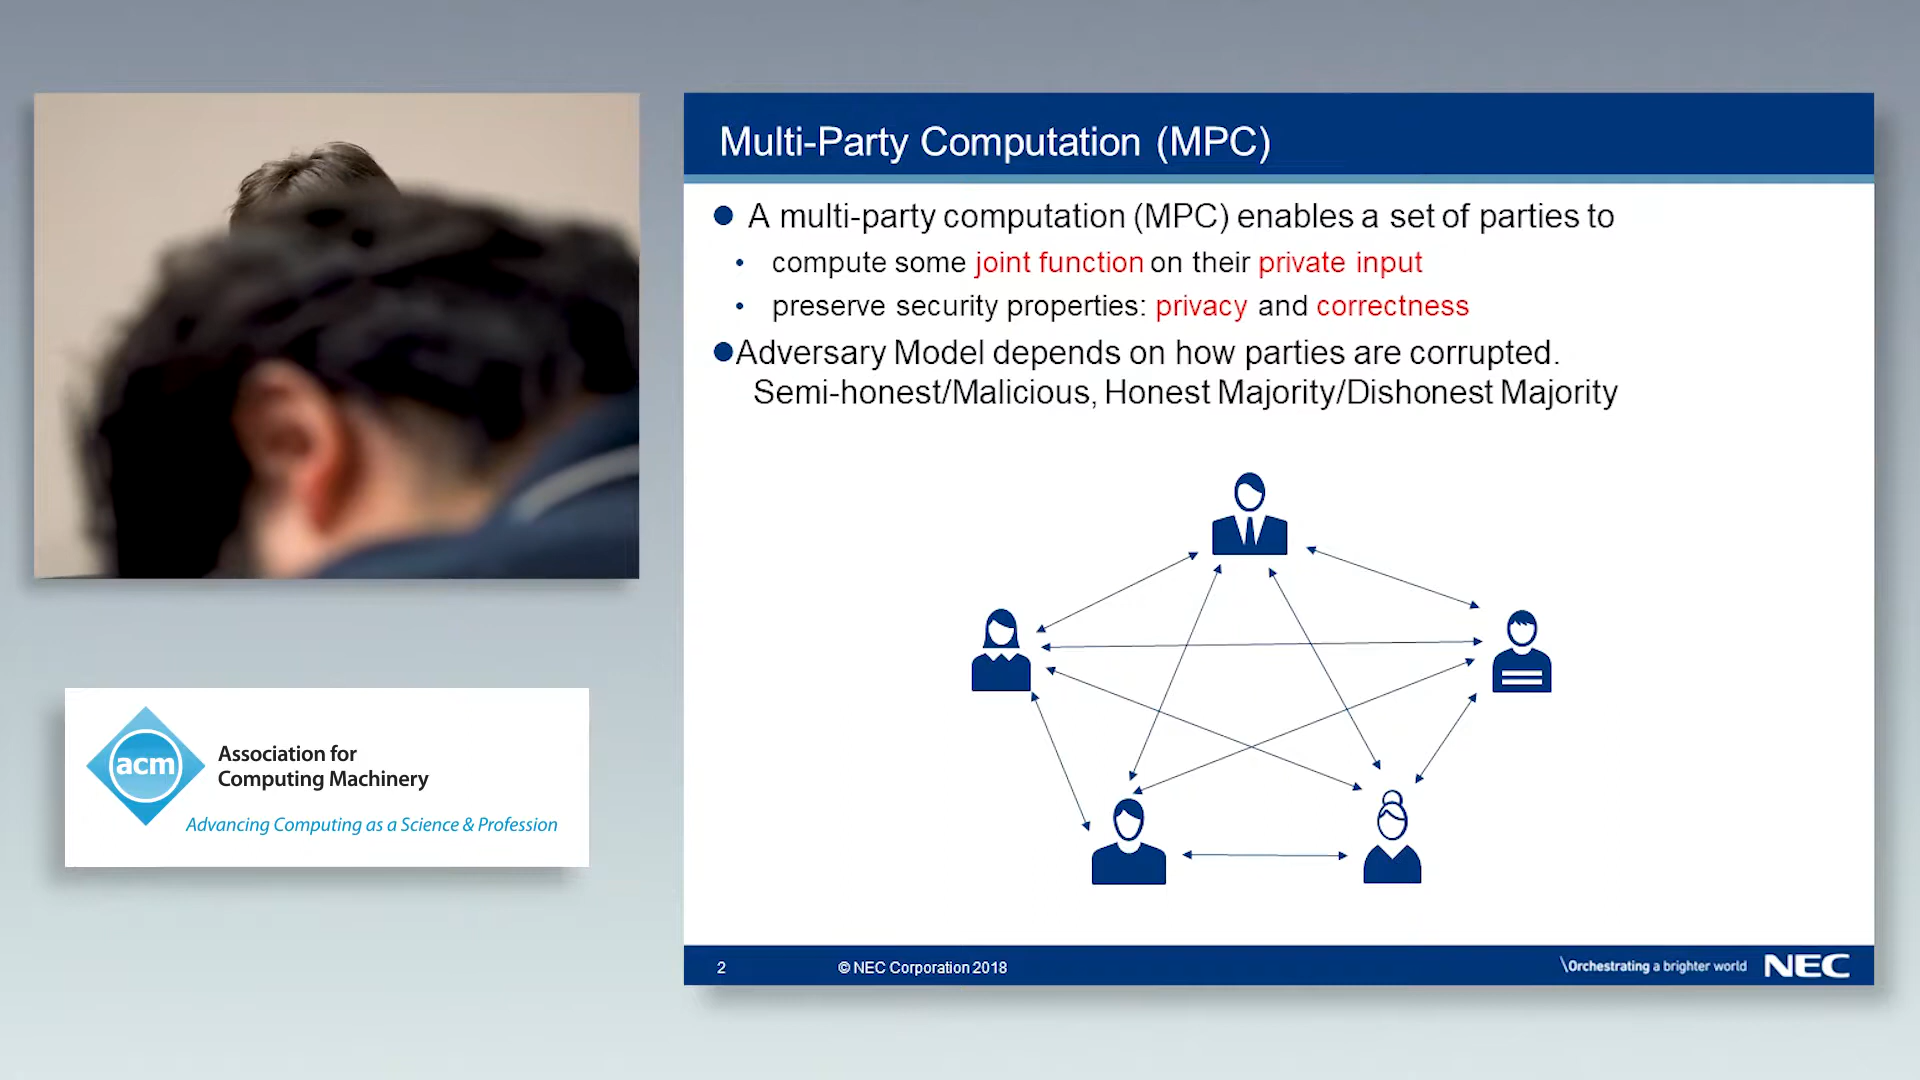 Multi-Party Computation (MPC)
A multi-party computation (MPC) enables a set of parties to
compute some joint function on their private input
preserve security properties: privacy and correctness
Adversary Model depends on how parties are corrupted.
Semi-honest/Malicious, Honest Majority/Dishonest Majority
acm
Association for
Computing Machinery
Advancing Computing as a Science & Profession
2
© NEC Corporation 2018
\Orchestrating a brighter world
NEC